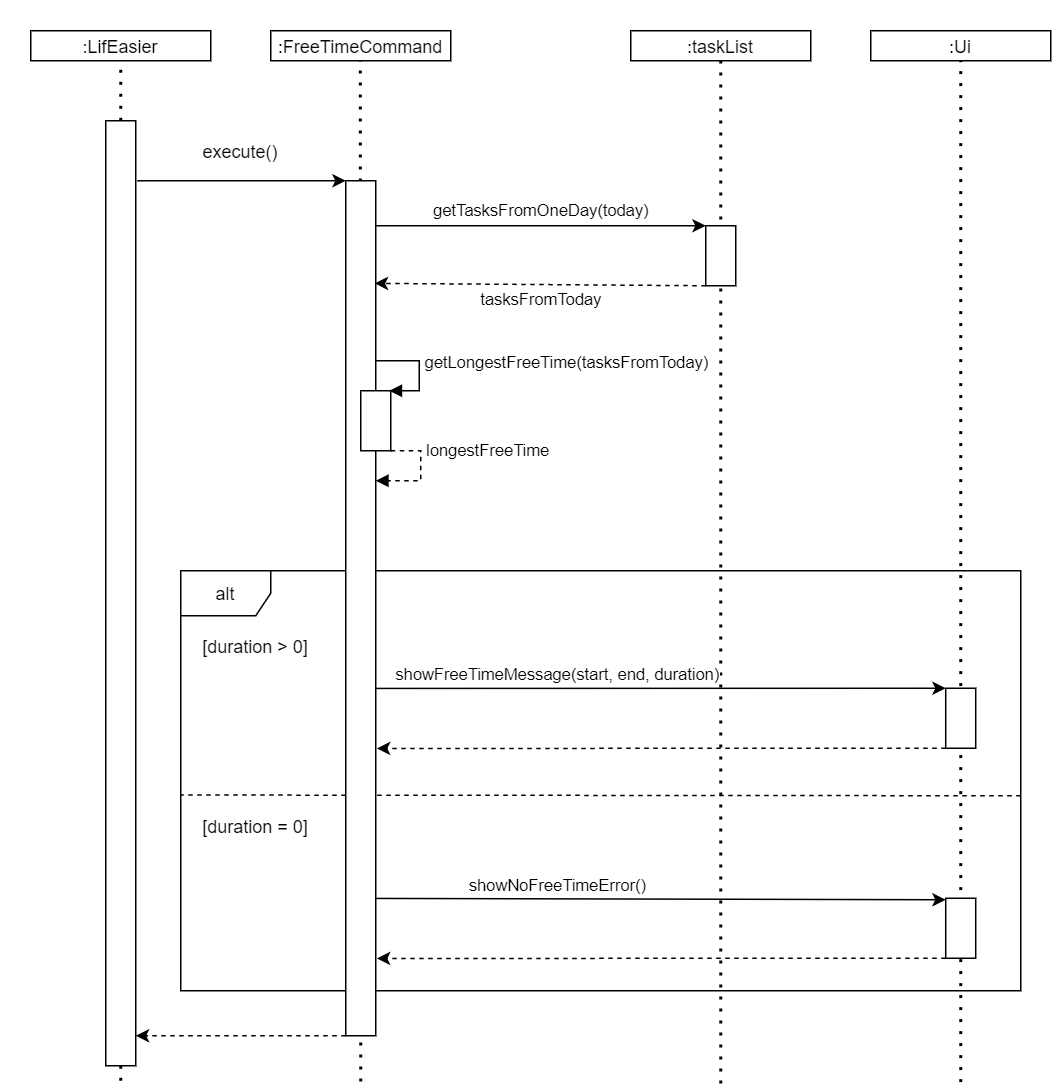 :LifEasier
:FreeTimeCommand
:taskList
:Ui
execute()
getTasksFromOneDay(today)
tasksFromToday
getLongestFreeTime(tasksFromToday)
longestFreeTime
alt
[duration > 0]
showFreeTimeMessage(start, end, duration)
[duration = 0]
showNoFreeTimeError()